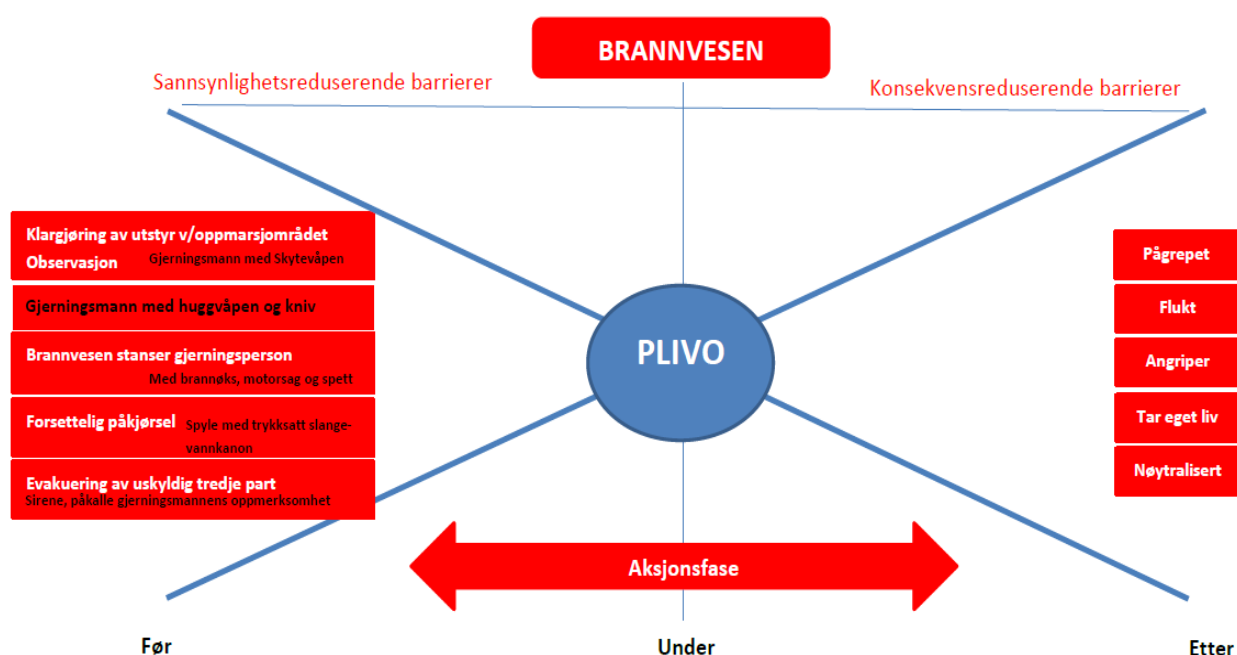 BRANNVESEN
Sannsynlighetsreduserende barrierer
Konsekvensreduserende barrierer
Klargjøring av utstyr v/oppmarsjområdet
Observasjon Gjerningsmann med Skytevåpen
Gjerningsmann med huggvåpen og kniv
Brannvesen stanser gjerningsperson
Med brannøks, motorsag og spett
Forsettelig påkjørsel Spyle med trykksatt slange-
vannkanon
Evakuering av uskyldig tredje part
Sirene, påkalle gjerningsmannens oppmerksomhet
PLIVO
Pågrepet
Flukt
Angriper
Tar eget liv
Nøytralisert
Aksjonsfase
Før
Under
Etter